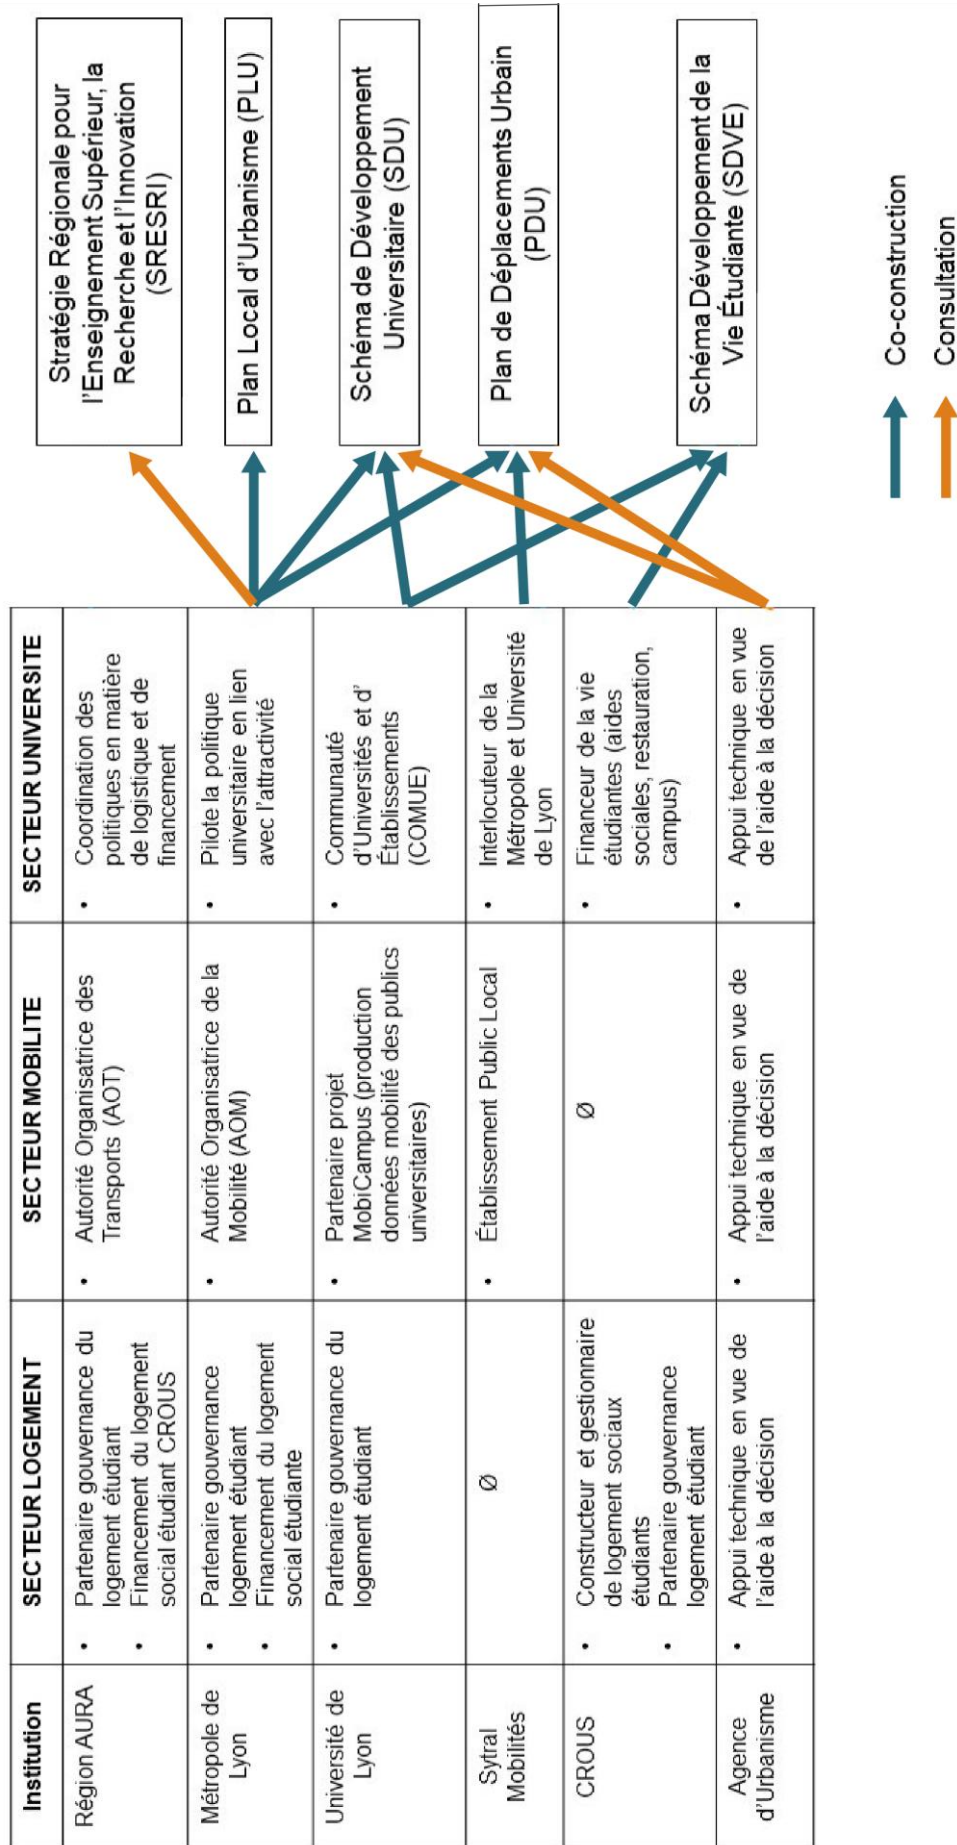 Institution
SECTEUR LOGEMENT
SECTEUR MOBILITE
SECTEUR UNIVERSITE
Région AURA
• Partenaire gouvernance du
logement étudiant
• Financement du logement
social étudiant CROUS
• Autorité Organisatrice des
Transports (AOT)
• Coordination des
politiques en matière
de logistique et de
financement
Métropole de
Lyon
• Partenaire gouvernance
logement étudiant
• Financement du logement
social étudiante
• Autorité Organisatrice de la
Mobilité (AOM)
• Pilote la politique
universitaire en lien
avec l'attractivité
Université de
Lyon
• Partenaire gouvernance du
logement étudiant
• Partenaire projet
MobiCampus (production
données mobilité des publics
universitaires)
• Communauté
d'Universités et d'
Établissements
(COMUE)
Sytral
Mobilités
Ø
• Établissement Public Local
• Interlocuteur de la
Métropole et Université
de Lyon
CROUS
• Constructeur et gestionnaire
de logement sociaux
étudiants
• Partenaire gouvernance
logement étudiant
Ø
• Financeur de la vie
étudiantes (aides
sociales, restauration,
campus)
Agence
d'Urbanisme
• Appui technique en vue de
l'aide à la décision
• Appui technique en vue de
l'aide à la décision
• Appui technique en vue
de l'aide à la décision
Stratégie Régionale pour
l'Enseignement Supérieur, la
Recherche et l'Innovation
(SRESRI)
Plan Local d'Urbanisme (PLU)
Schéma de Développement
Universitaire (SDU)
Plan de Déplacements Urbain
(PDU)
Schéma Développement de la
Vie Étudiante (SDVE)
Co-construction
Consultation